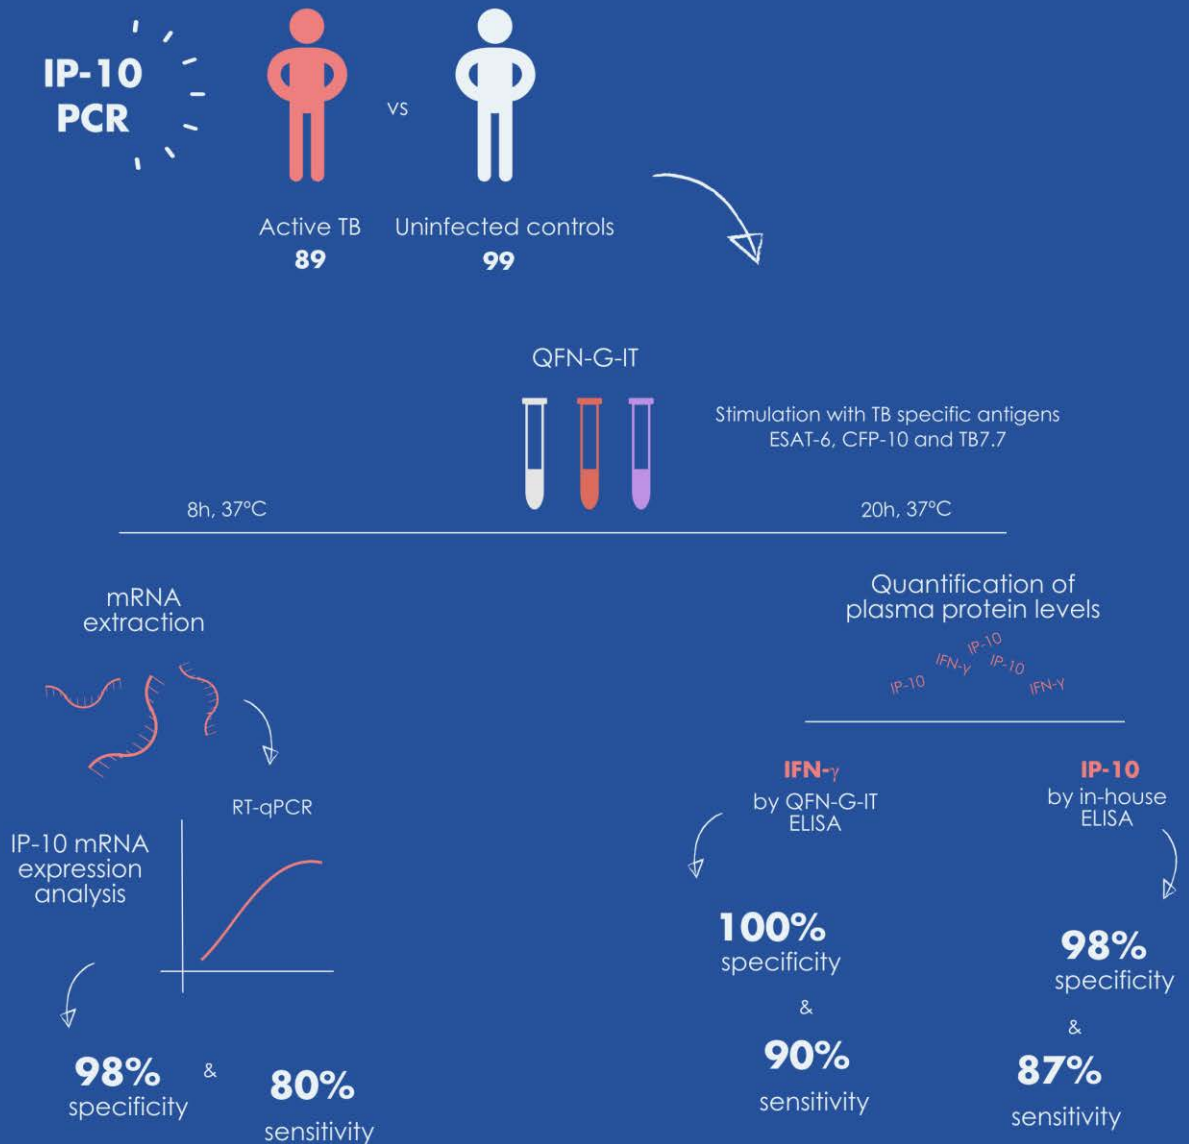 IP-10
PCR
vs
Active TB
89
Uninfected controls
99
QFN-G-IT
Stimulation with TB specific antigens
ESAT-6, CFP-10 and TB7.7
8h, 37ºC
20h, 37ºC
mRNA
extraction
RT-qPCR
IP-10 mRNA
expression
analysis
98%
specificity
&
80%
sensitivity
Quantification of
plasma protein levels
IP-10
IFN-γ
IP-10
IP-10
IFN-γ
IFN-γ
by QFN-G-IT
ELISA
100%
specificity
&
90%
sensitivity
IP-10
by in-house
ELISA
98%
specificity
&
87%
sensitivity